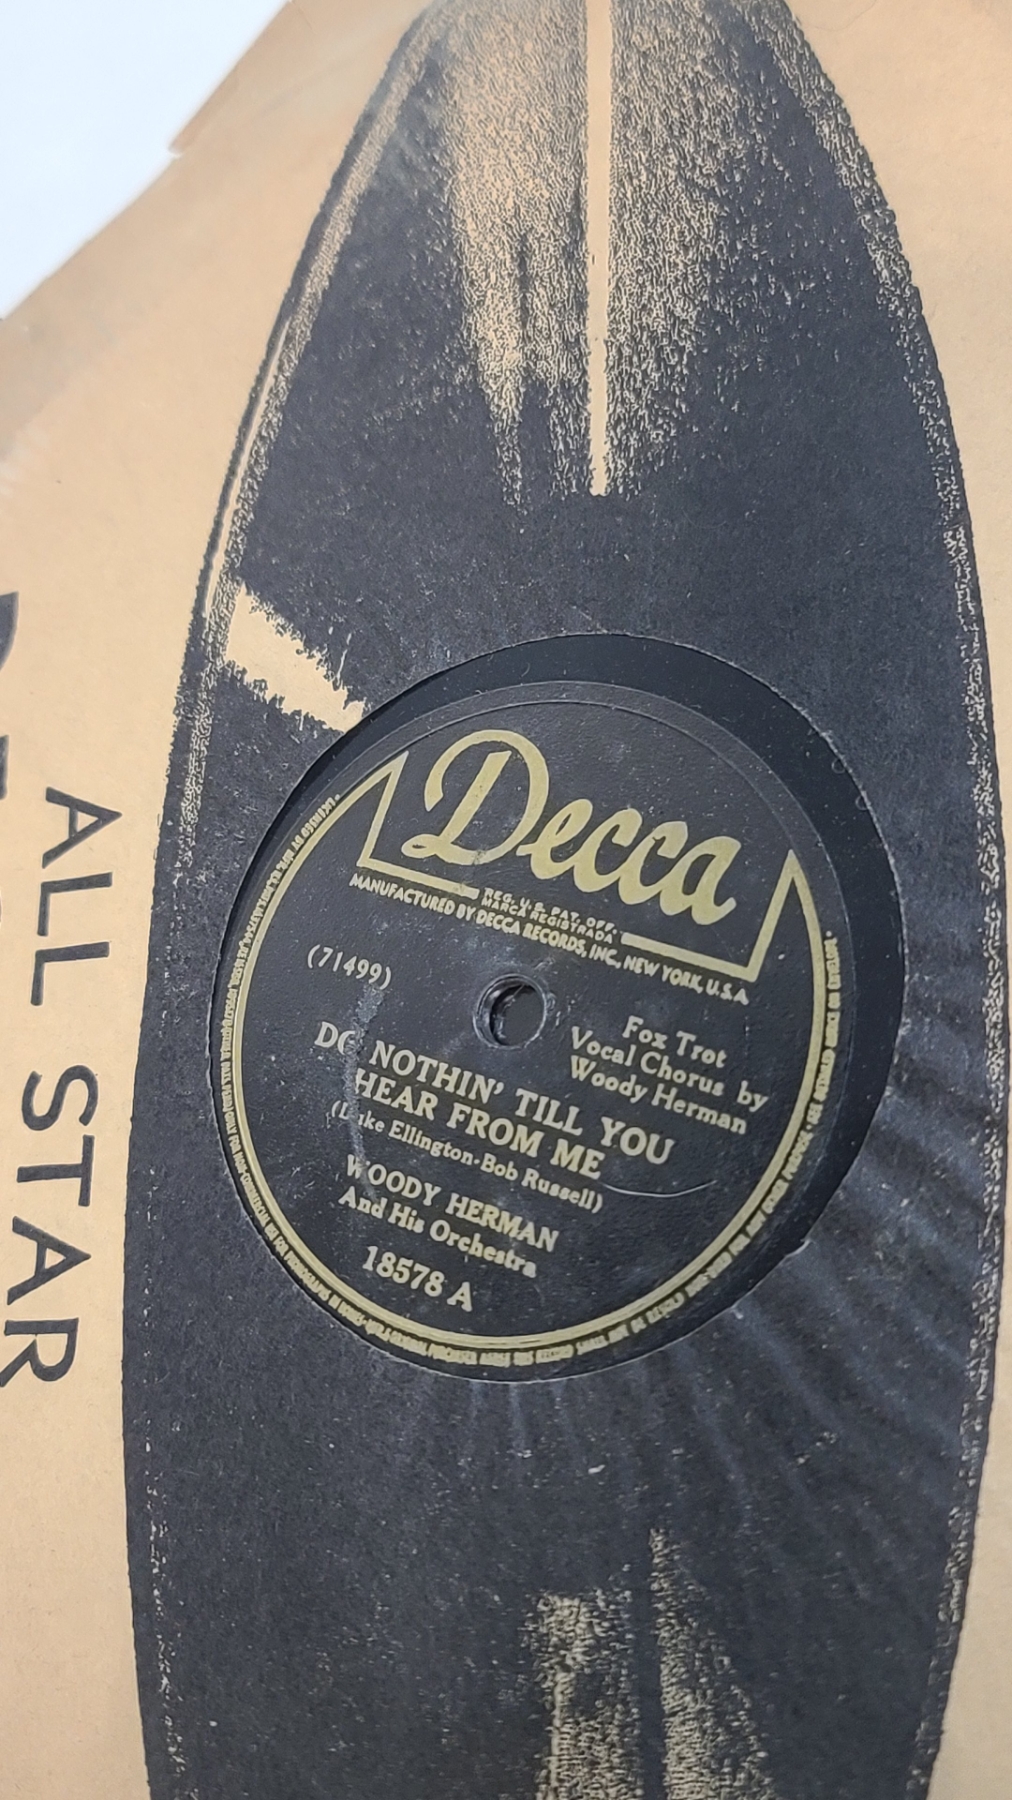 ALL STAR
Decca
REG. U.S. PAT. OFF.
MARCA REGISTRADA
MANUFACTURED BY DECCA RECORDS, INC., NEW YORK, U.S.A.
(71499)
Fox Trot
Vocal Chorus by
Woody Herman
DO NOTHIN' TILL YOU
HEAR FROM ME
(Duke Ellington-Bob Russell)
WOODY HERMAN
And His Orchestra
18578 A